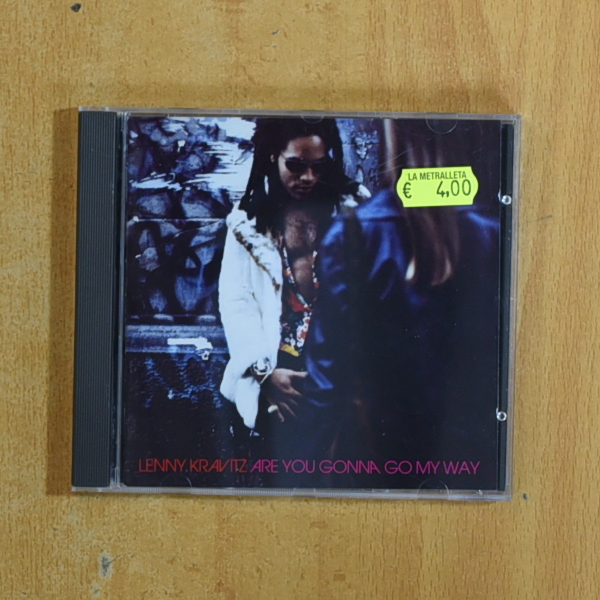 LA METRALLETA
€ 4,00
LENNY KRAVITZ ARE YOU GONNA GO MY WAY